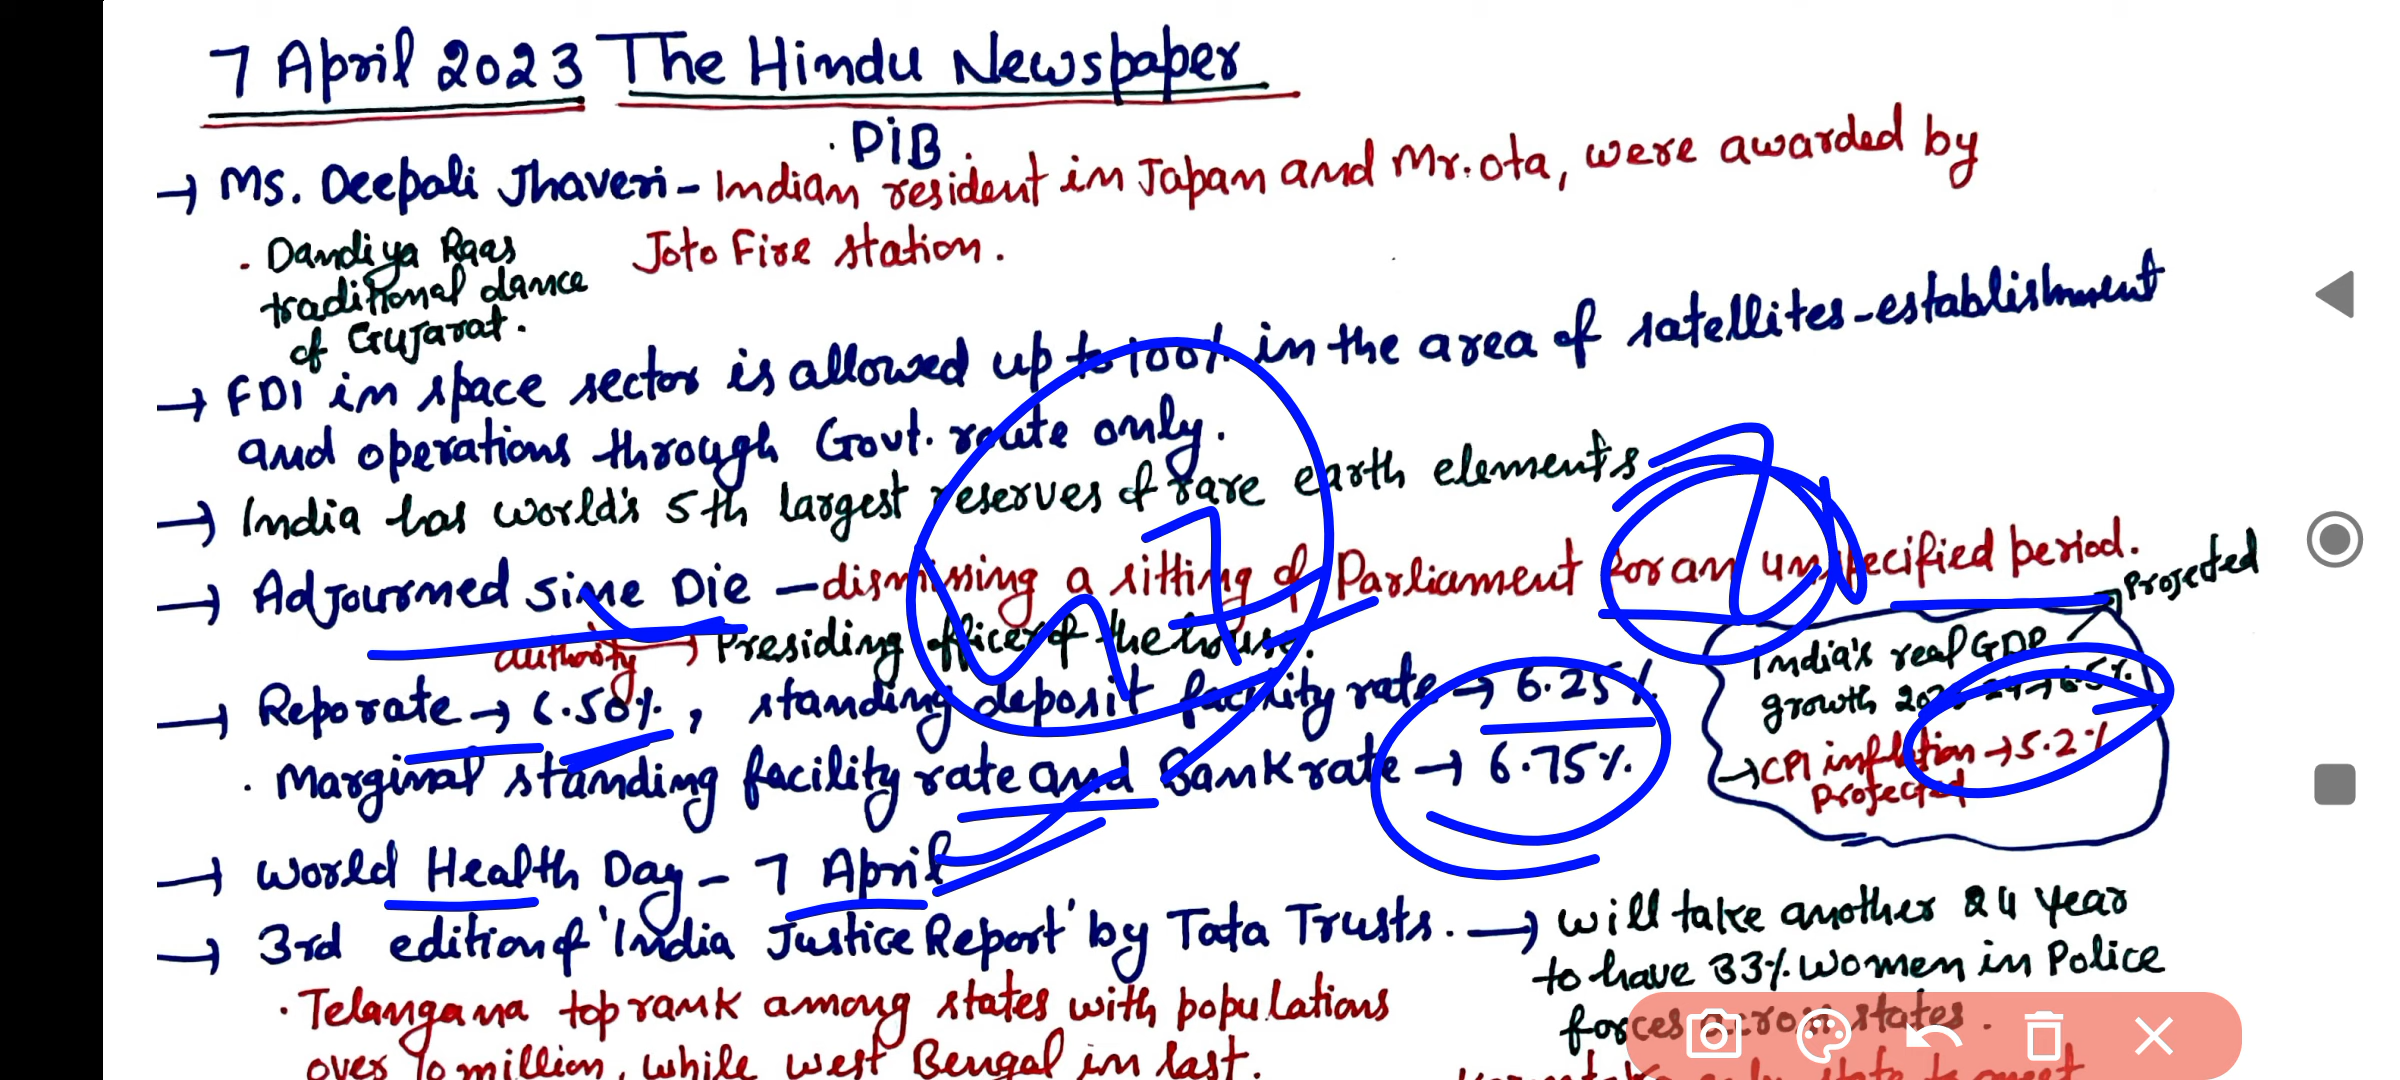 7 April 2023 The Hindu Newspaper
. PiB
→ Ms. Deepali Jhaveri - Indian resident in Japan and Mr. Ota, were awarded by
Joto Fire station.
. Dandiya Raas
traditional dance
of Gujarat.
→ FDI in space sector is allowed up to 100% in the area of satellites-establishment
and operations through Govt. route only.
→ India has world's 5th largest reserves of rare earth elements
→ Adjourned Sine Die – dismissing a sitting of Parliament for an unspecified period.
authority → Presiding officer of the house.
→ Repo rate → 6.50%, standing deposit facility rate → 6.25%
. Marginal standing facility rate and Bank rate → 6.75%.
Projected
India's real GDP
growth 24 → 6.5%.
→ CPI inflation → 5.2%
Projected
→ World Health Day - 7 April
→ 3rd edition of 'India Justice Report' by Tata Trusts. → will take another 24 year
to have 33% women in Police
forces across states.
. Telangana top rank among states with populations
over 10 million, while West Bengal in last.